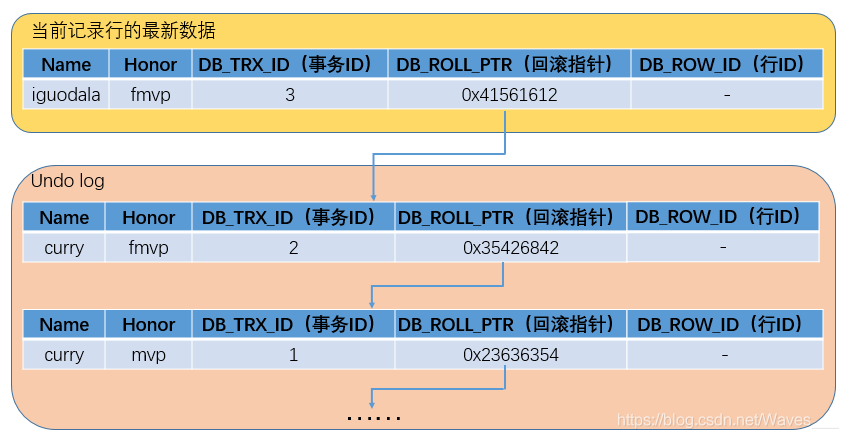 当前记录行的最新数据
Name Honor DB_TRX_ID（事务ID） DB_ROLL_PTR（回滚指针） DB_ROW_ID（行ID）
iguodala fmvp 3 0x41561612 -
Undo log
Name Honor DB_TRX_ID（事务ID） DB_ROLL_PTR（回滚指针） DB_ROW_ID（行ID）
curry fmvp 2 0x35426842 -
Name Honor DB_TRX_ID（事务ID） DB_ROLL_PTR（回滚指针） DB_ROW_ID（行ID）
curry mvp 1 0x23636354 -
······
https://blog.csdn.net/Waves___